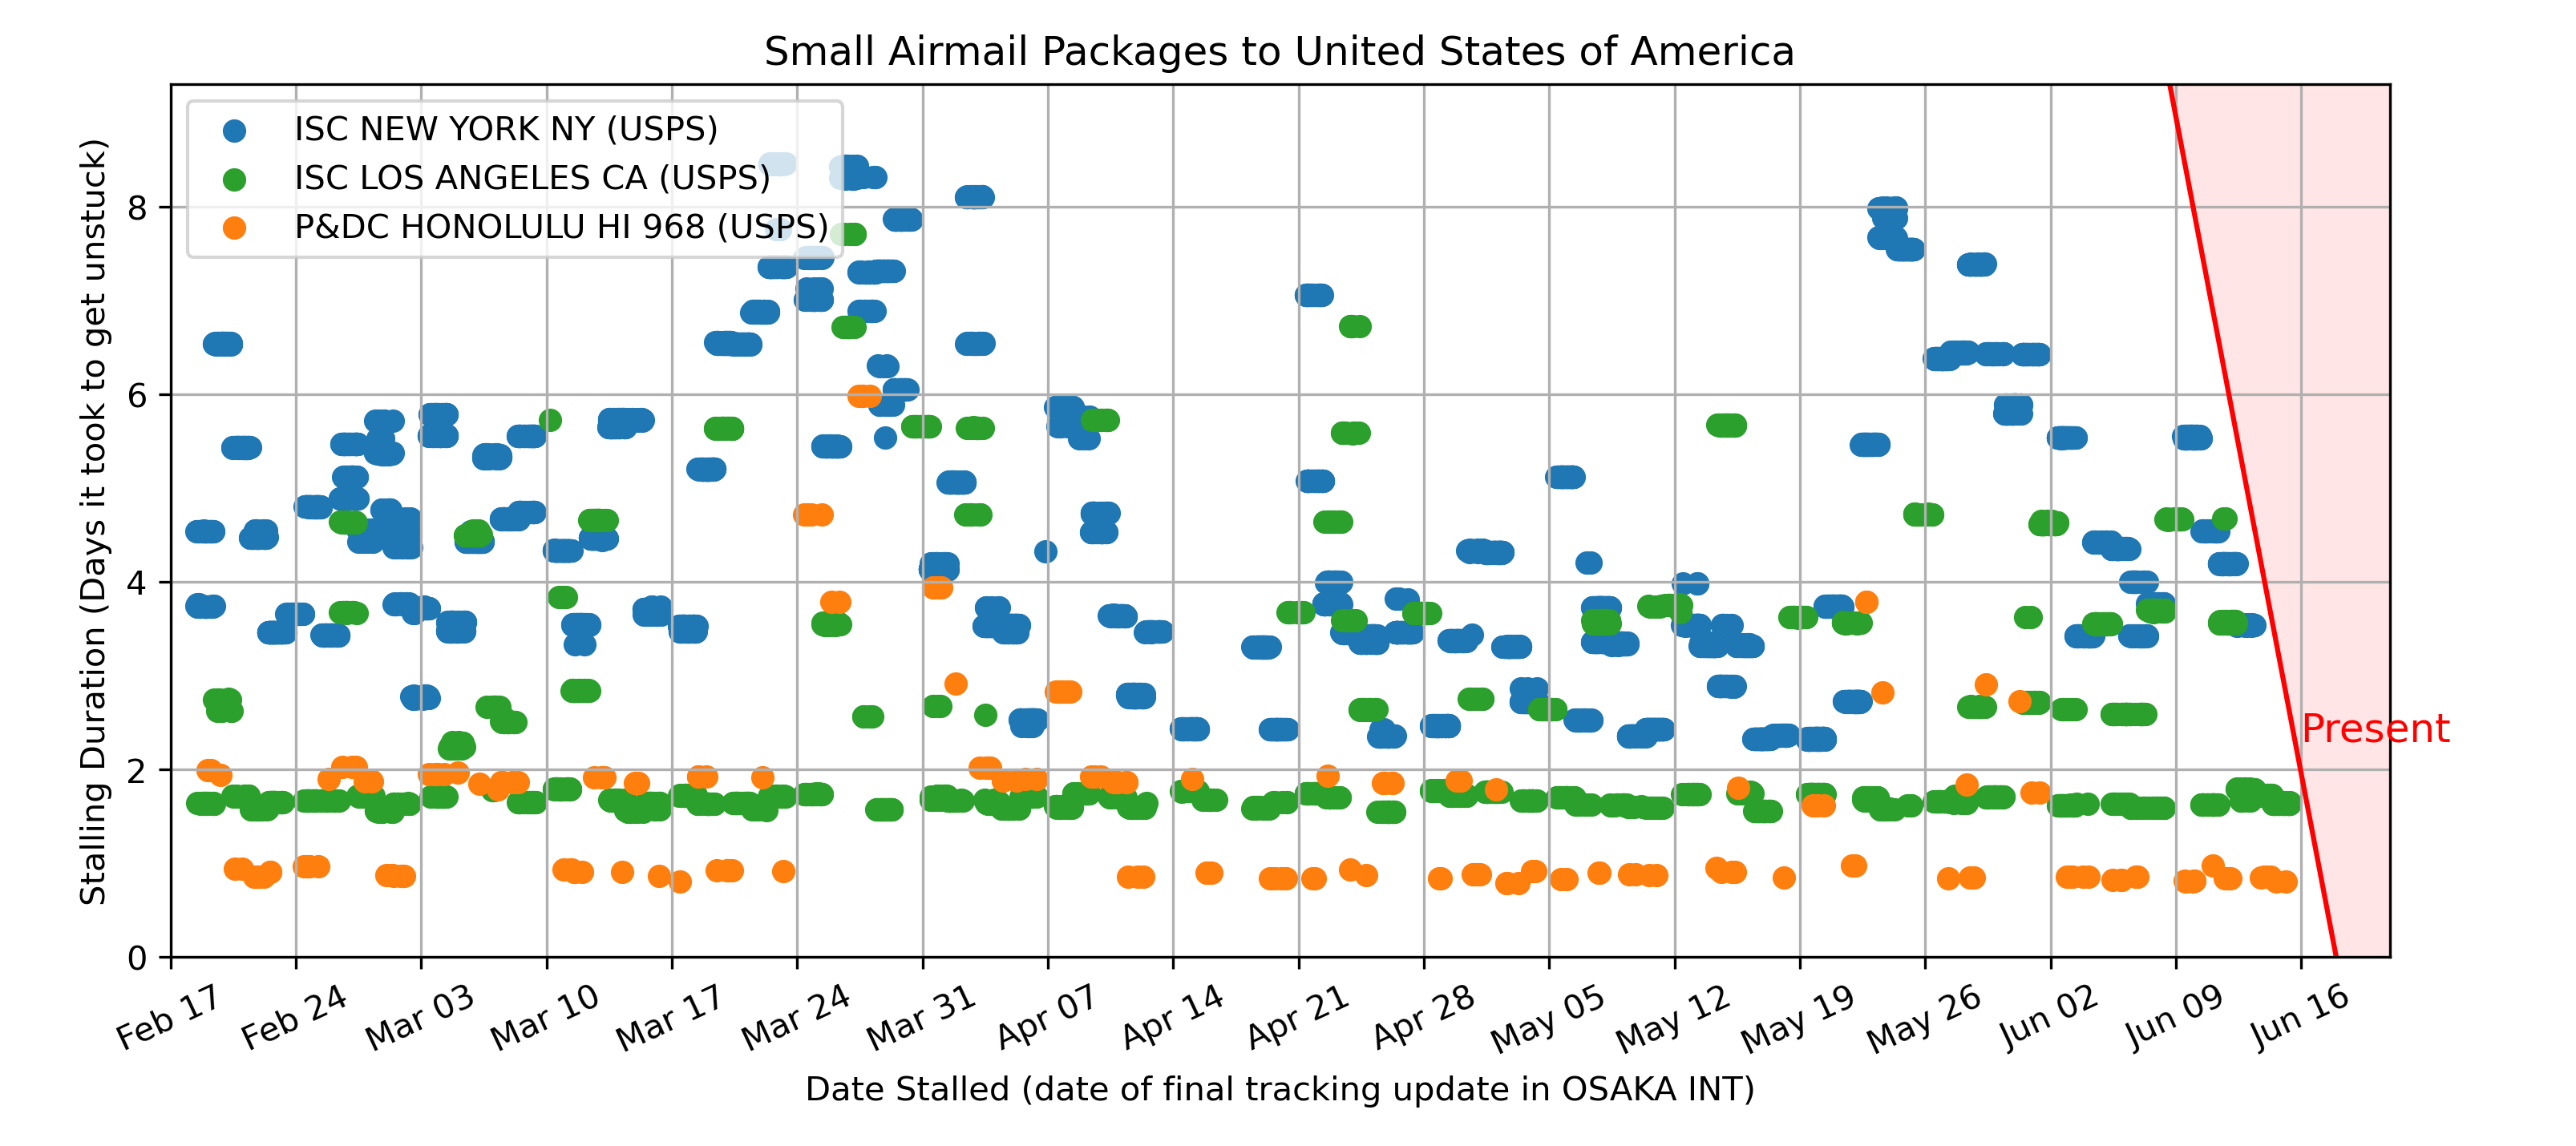 Small Airmail Packages to United States of America
ISC NEW YORK NY (USPS)
ISC LOS ANGELES CA (USPS)
P&DC HONOLULU HI 968 (USPS)
Stalling Duration (Days it took to get unstuck)
8
6
4
2
0
Present
Feb 17
Feb 24
Mar 03
Mar 10
Mar 17
Mar 24
Mar 31
Apr 07
Apr 14
Apr 21
Apr 28
May 05
May 12
May 19
May 26
Jun 02
Jun 09
Jun 16
Date Stalled (date of final tracking update in OSAKA INT)